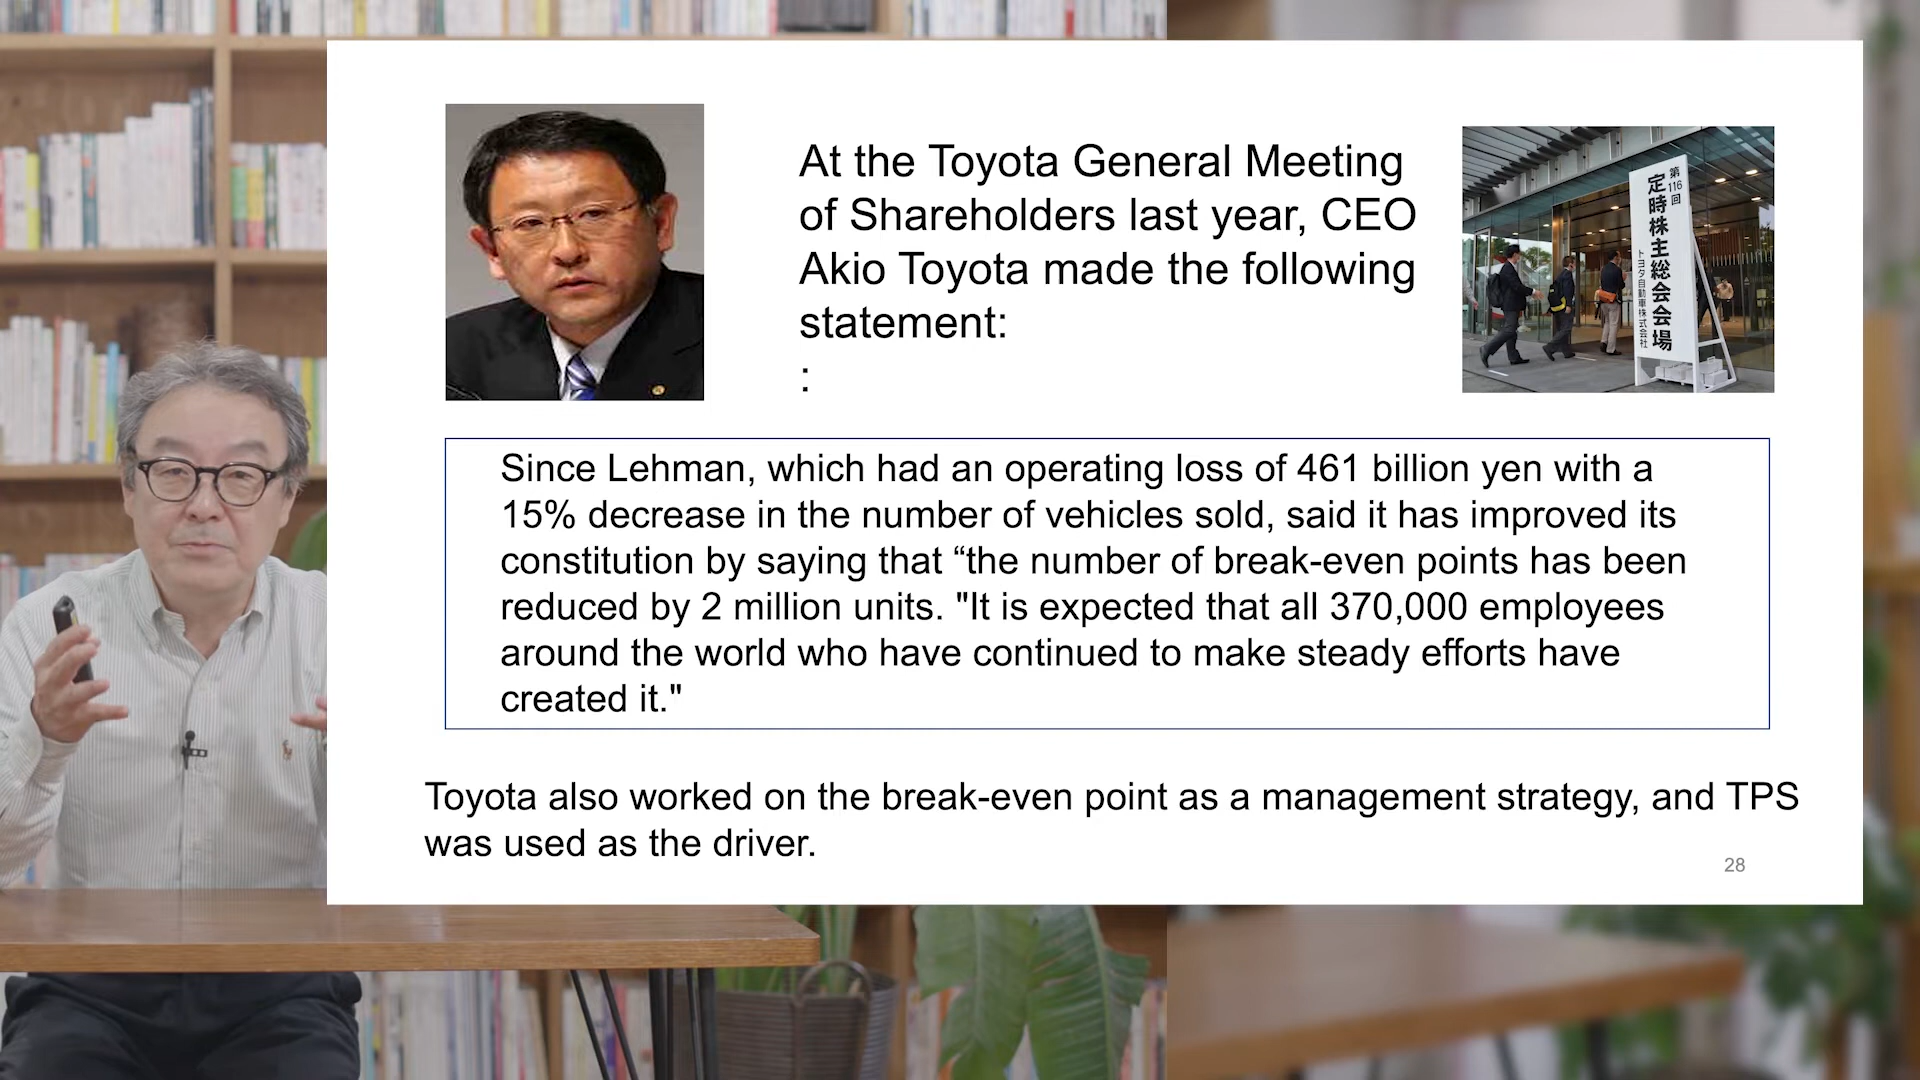 At the Toyota General Meeting
of Shareholders last year, CEO
Akio Toyota made the following
statement:
:
第116回
定時株主総会会場
トヨタ自動車株式会社
Since Lehman, which had an operating loss of 461 billion yen with a
15% decrease in the number of vehicles sold, said it has improved its
constitution by saying that “the number of break-even points has been
reduced by 2 million units. "It is expected that all 370,000 employees
around the world who have continued to make steady efforts have
created it."
Toyota also worked on the break-even point as a management strategy, and TPS
was used as the driver.
28